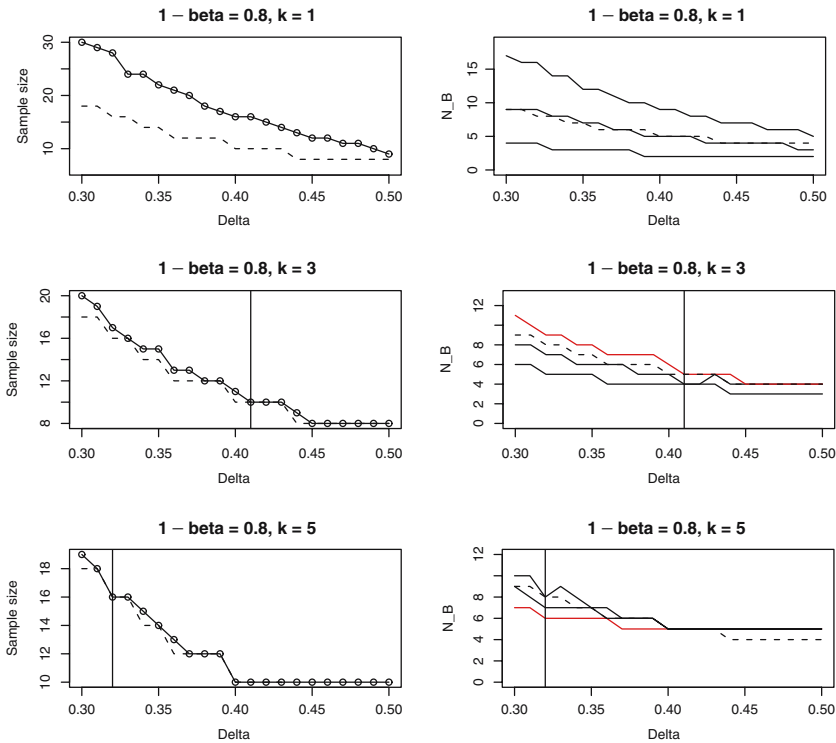 1 − beta = 0.8, k = 1
Sample size
30
20
10
0.30 0.35 0.40 0.45 0.50
Delta
1 − beta = 0.8, k = 1
N_B
15
10
5
0
0.30 0.35 0.40 0.45 0.50
Delta
1 − beta = 0.8, k = 3
Sample size
20
16
12
8
0.30 0.35 0.40 0.45 0.50
Delta
1 − beta = 0.8, k = 3
N_B
12
8
6
4
2
0
0.30 0.35 0.40 0.45 0.50
Delta
1 − beta = 0.8, k = 5
Sample size
18
16
14
12
10
0.30 0.35 0.40 0.45 0.50
Delta
1 − beta = 0.8, k = 5
N_B
12
8
6
4
2
0
0.30 0.35 0.40 0.45 0.50
Delta